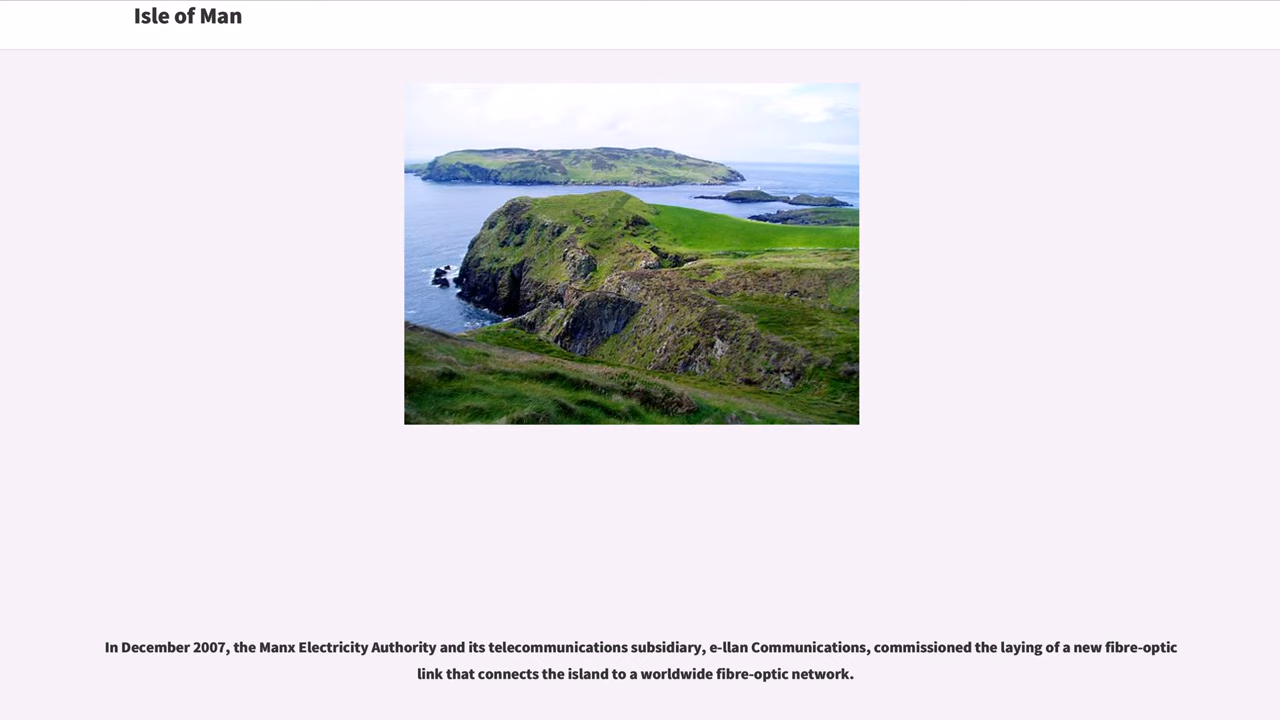 Isle of Man
In December 2007, the Manx Electricity Authority and its telecommunications subsidiary, e-llan Communications, commissioned the laying of a new fibre-optic
link that connects the island to a worldwide fibre-optic network.